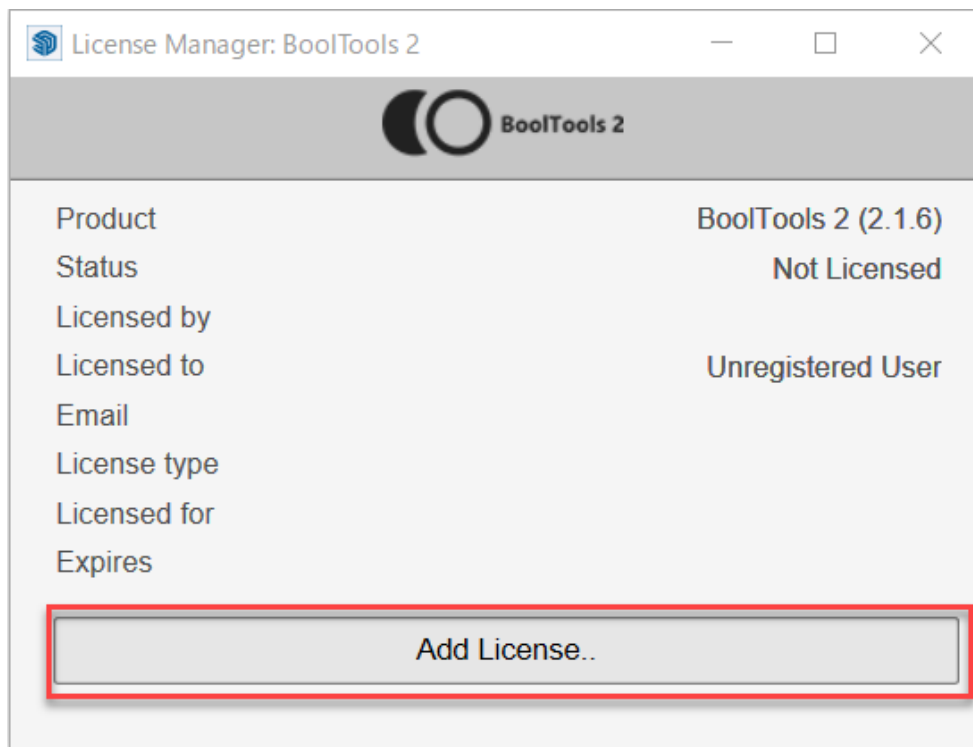 License Manager: BoolTools 2
BoolTools 2
Product BoolTools 2 (2.1.6)
Status Not Licensed
Licensed by
Licensed to Unregistered User
Email
License type
Licensed for
Expires
Add License..